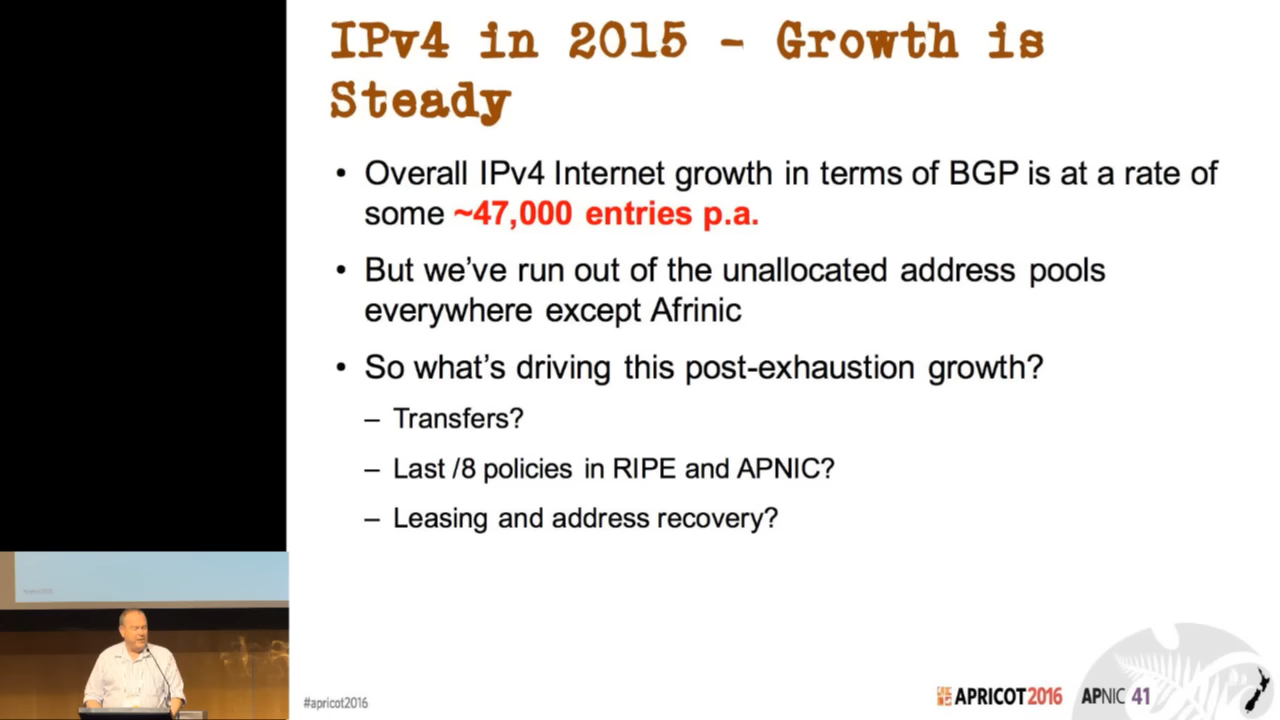 IPv4 in 2015 - Growth is
Steady
• Overall IPv4 Internet growth in terms of BGP is at a rate of
some ~47,000 entries p.a.
• But we've run out of the unallocated address pools
everywhere except Afrinic
• So what's driving this post-exhaustion growth?
– Transfers?
– Last /8 policies in RIPE and APNIC?
– Leasing and address recovery?
#apricot2016
APRICOT 2016 APNIC 41